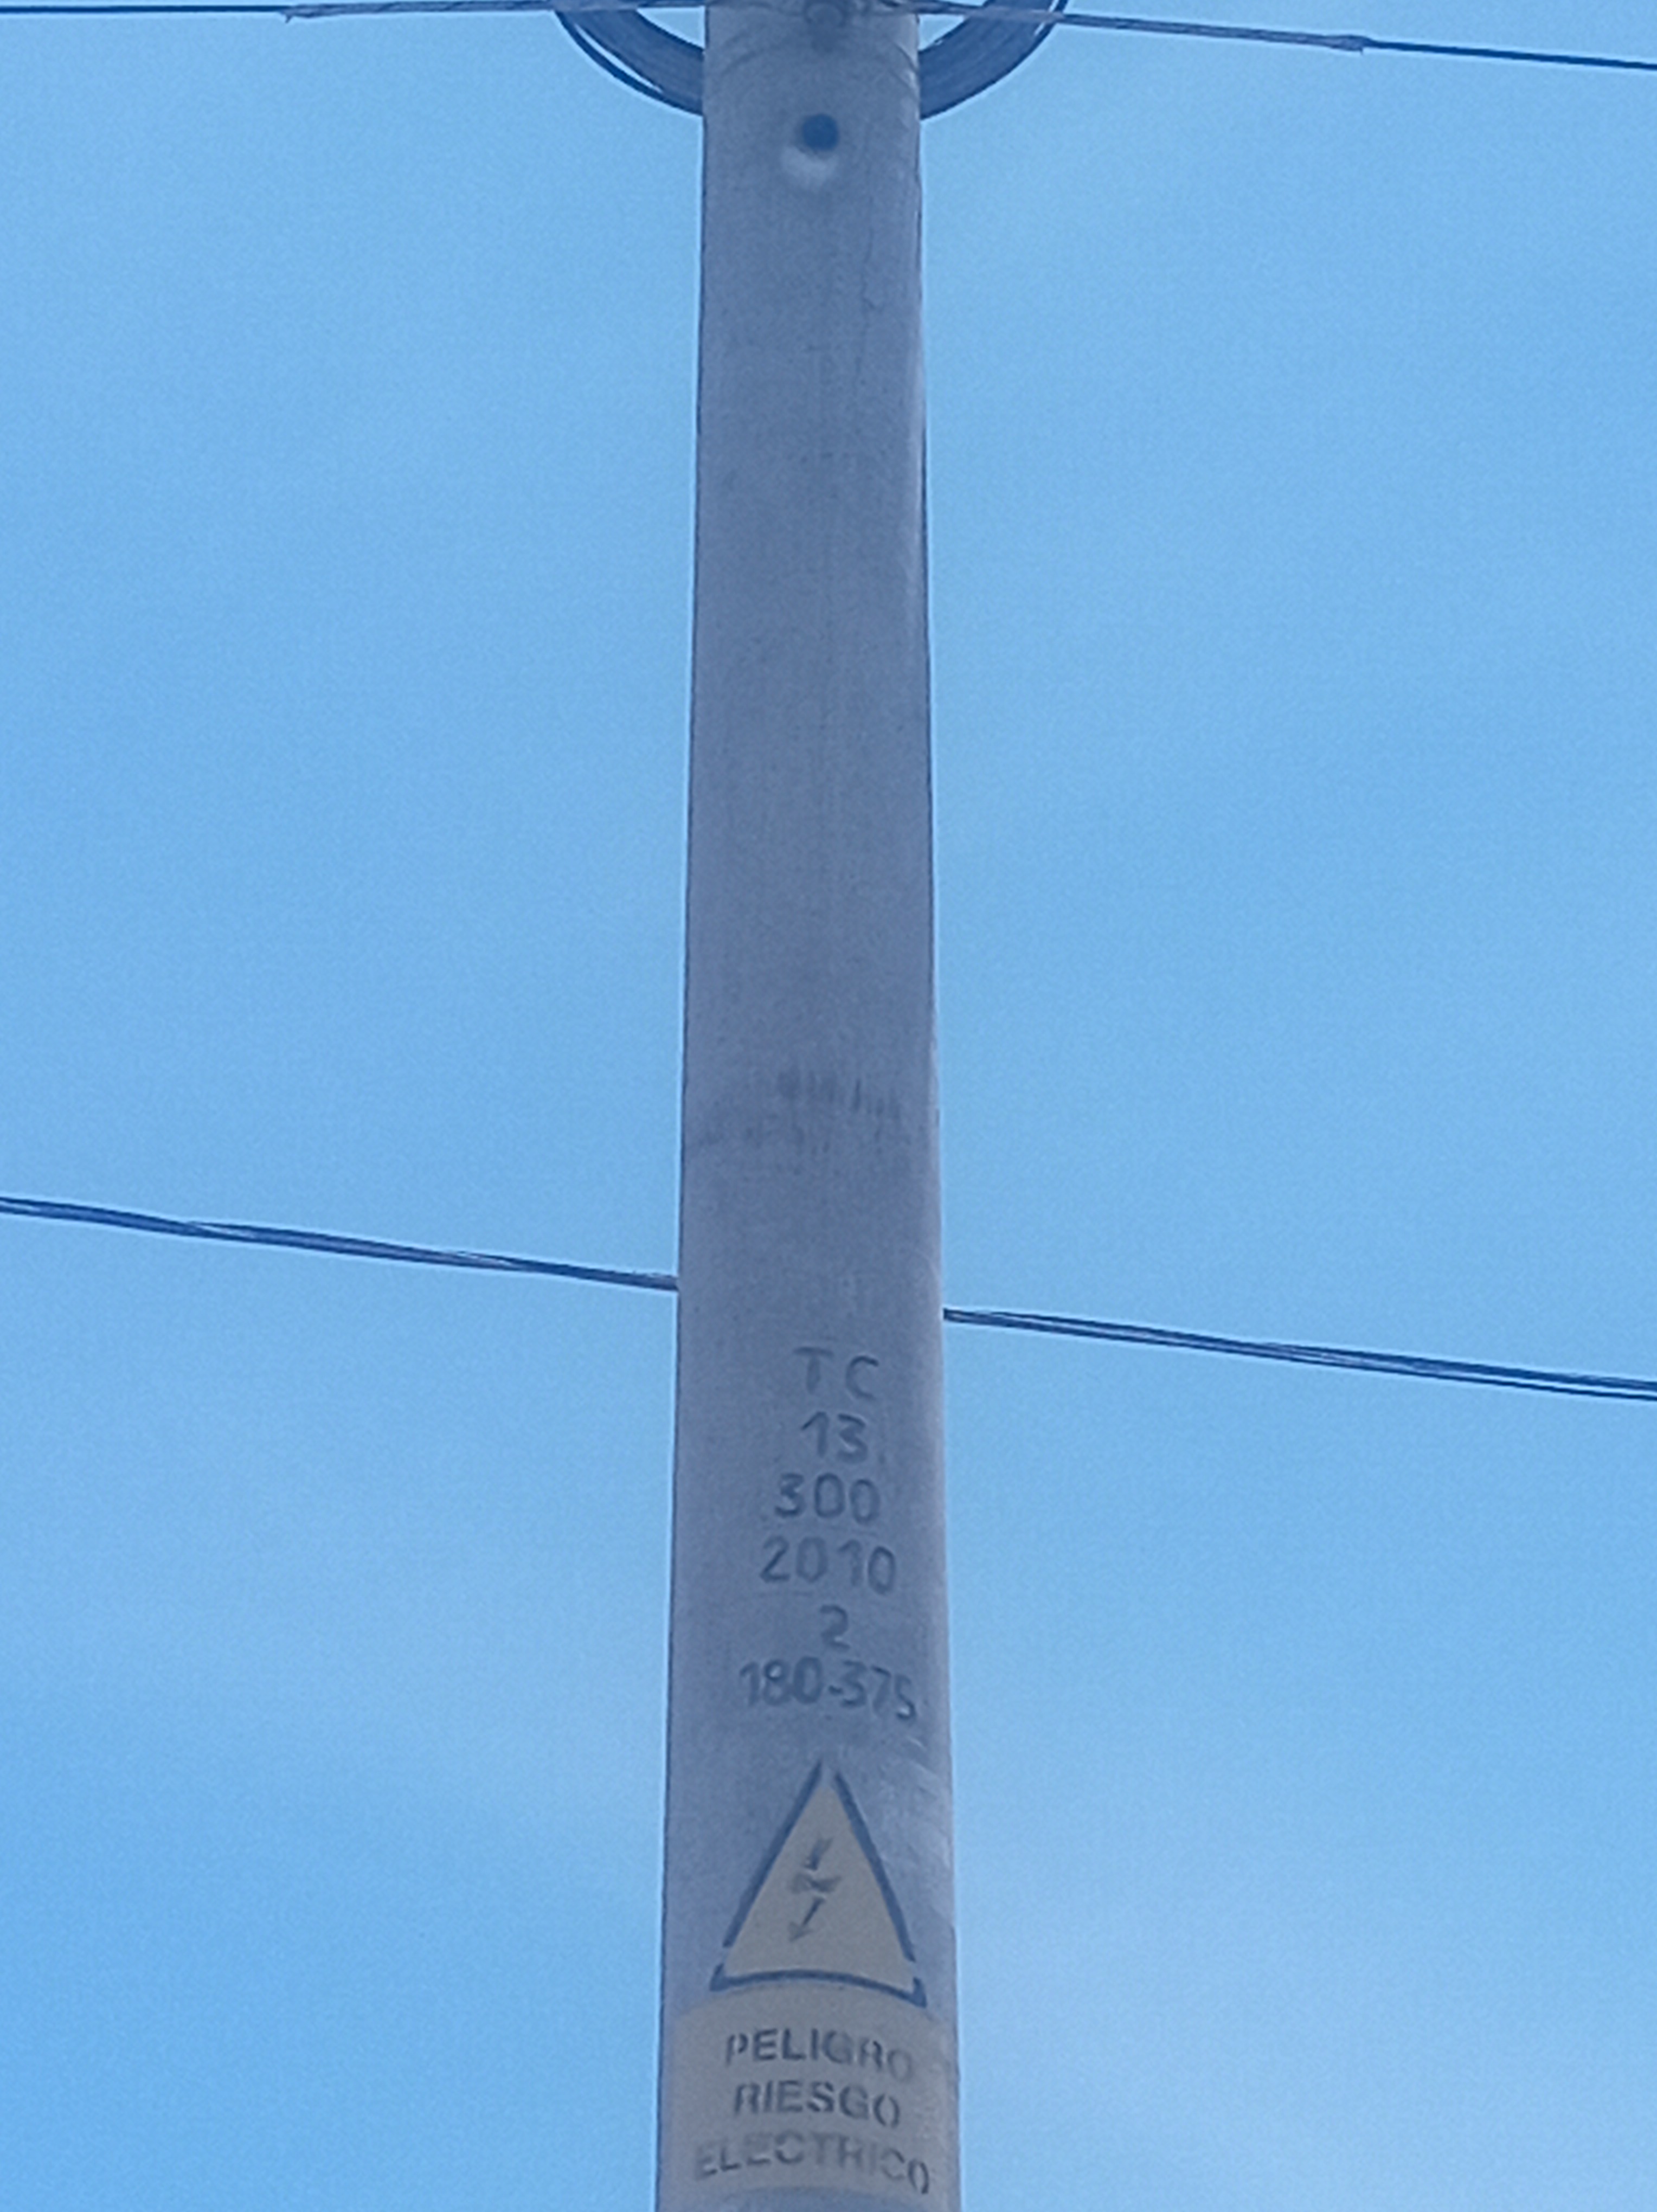 TC
13
300
2010
2
180-375
PELIGRO
RIESGO
ELECTRICO